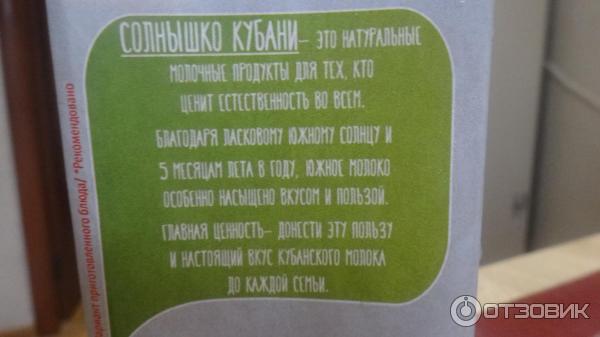 СОЛНЫШКО КУБАНИ– ЭТО НАТУРАЛЬНЫЕ
МОЛОЧНЫЕ ПРОДУКТЫ ДЛЯ ТЕХ, КТО
ЦЕНИТ ЕСТЕСТВЕННОСТЬ ВО ВСЕМ.
БЛАГОДАРЯ ЛАСКОВОМУ ЮЖНОМУ СОЛНЦУ И
5 МЕСЯЦАМ ЛЕТА В ГОДУ, ЮЖНОЕ МОЛОКО
ОСОБЕННО НАСЫЩЕНО ВКУСОМ И ПОЛЬЗОЙ.
ГЛАВНАЯ ЦЕННОСТЬ– ДОНЕСТИ ЭТУ ПОЛЬЗУ
И НАСТОЯЩИЙ ВКУС КУБАНСКОГО МОЛОКА
ДО КАЖДОЙ СЕМЬИ.
приготовленного блюда/ *Рекомендовано
ОТЗОВИК